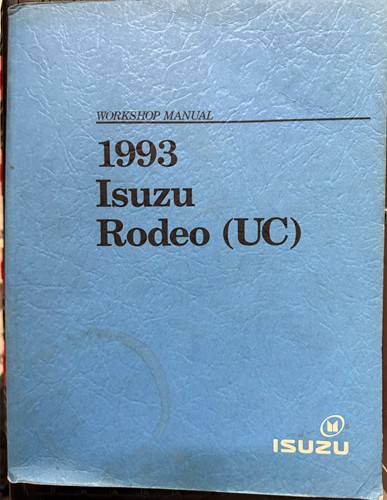 WORKSHOP MANUAL
1993
Isuzu
Rodeo (UC)
ISUZU